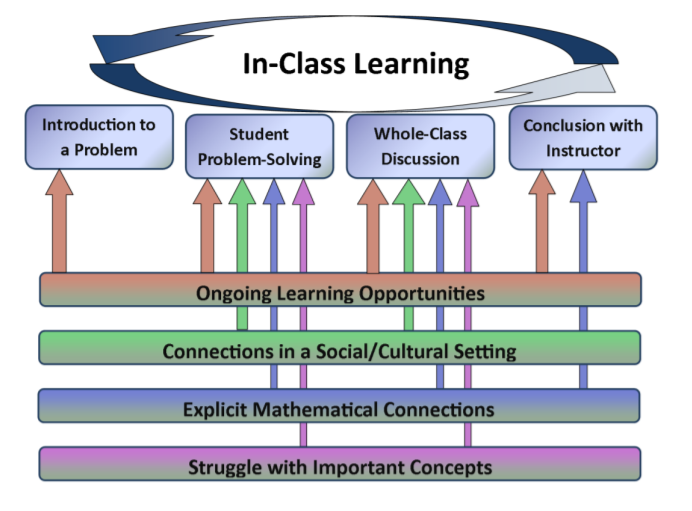 In-Class Learning
Introduction to
a Problem
Student
Problem-Solving
Whole-Class
Discussion
Conclusion with
Instructor
Ongoing Learning Opportunities
Connections in a Social/Cultural Setting
Explicit Mathematical Connections
Struggle with Important Concepts